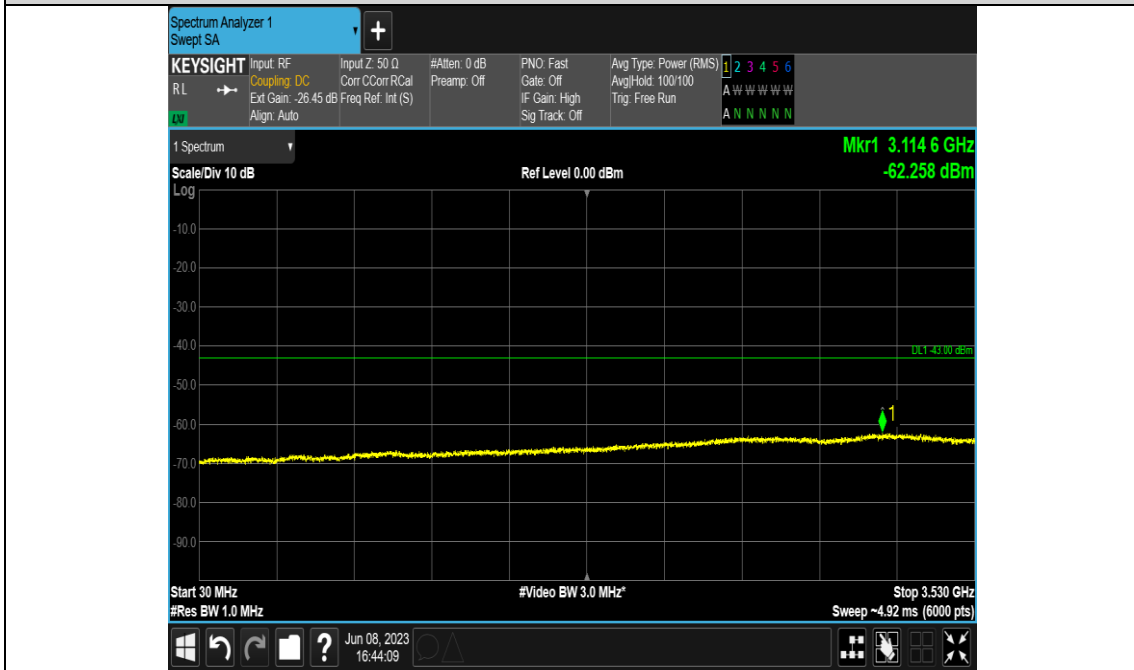 Spectrum Analyzer 1
Swept SA
+
KEYSIGHT Input: RF Input Z: 50 Ω #Atten: 0 dB PNO: Fast Avg Type: Power (RMS) 1 2 3 4 5 6
RL Coupling: DC Corr CCorr RCal Preamp: Off Gate: Off Avg|Hold: 100/100 A W W W W W
Ext Gain: -26.45 dB Freq Ref: Int (S) IF Gain: High Trig: Free Run
LXI Align: Auto Sig Track: Off A N N N N N
1 Spectrum Mkr1 3.114 6 GHz
Scale/Div 10 dB Ref Level 0.00 dBm -62.258 dBm
Log
-10.0
-20.0
-30.0
-40.0
DL1 -43.00 dBm
-50.0
1
-60.0
-70.0
-80.0
-90.0
Start 30 MHz #Video BW 3.0 MHz* Stop 3.530 GHz
#Res BW 1.0 MHz Sweep ~4.92 ms (6000 pts)
? Jun 08, 2023
16:44:09